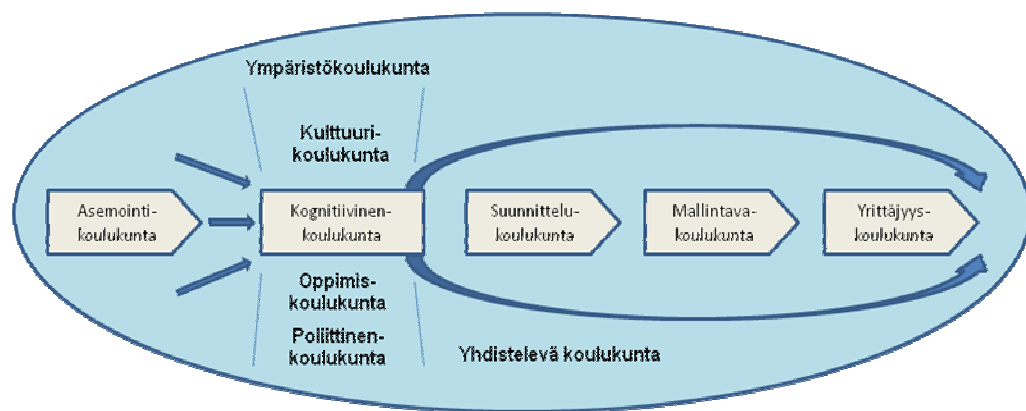 Ympäristökoulukunta
Kulttuuri-
koulukunta
Asemointi-
koulukunta
Kognitiivinen-
koulukunta
Suunnittelu-
koulukunta
Mallintava-
koulukunta
Yrittäjyys-
koulukunta
Oppimis-
koulukunta
Poliittinen-
koulukunta
Yhdistelevä koulukunta